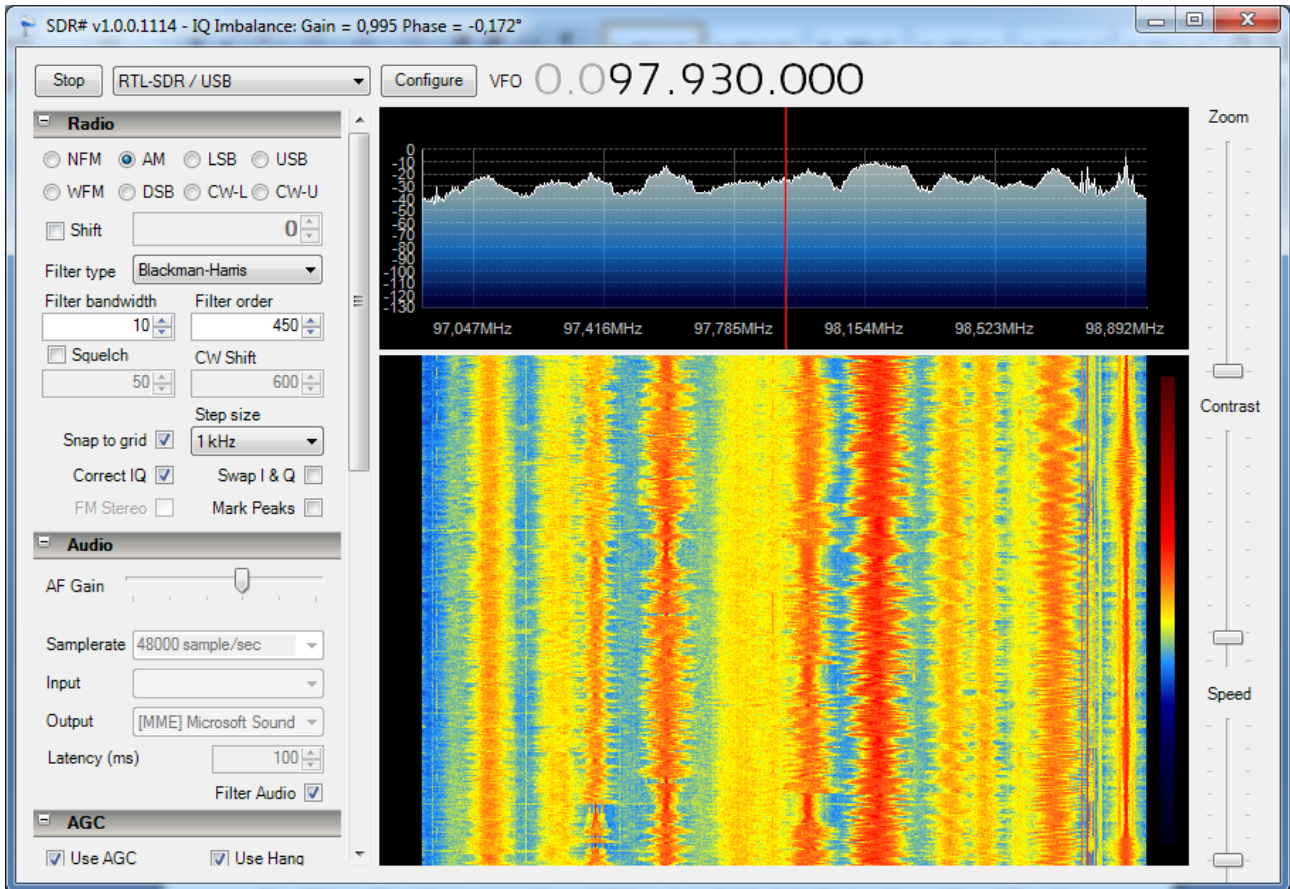 SDR# v1.0.0.1114 - IQ Imbalance: Gain = 0,995 Phase = -0,172°
Stop RTL-SDR / USB Configure VFO 0.097.930.000
Radio
NFM AM LSB USB
WFM DSB CW-L CW-U
Shift 0
Filter type Blackman-Harris
Filter bandwidth Filter order
10 450
Squelch CW Shift
50 600
Step size
Snap to grid 1 kHz
Correct IQ Swap I & Q
FM Stereo Mark Peaks
Audio
AF Gain
Samplerate 48000 sample/sec
Input
Output [MME] Microsoft Sound
Latency (ms) 100
Filter Audio
AGC
Use AGC Use Hang
0
-10
-20
-30
-40
-50
-60
-70
-80
-90
-100
-110
-120
-130
97,047MHz 97,416MHz 97,785MHz 98,154MHz 98,523MHz 98,892MHz
Zoom
Contrast
Speed